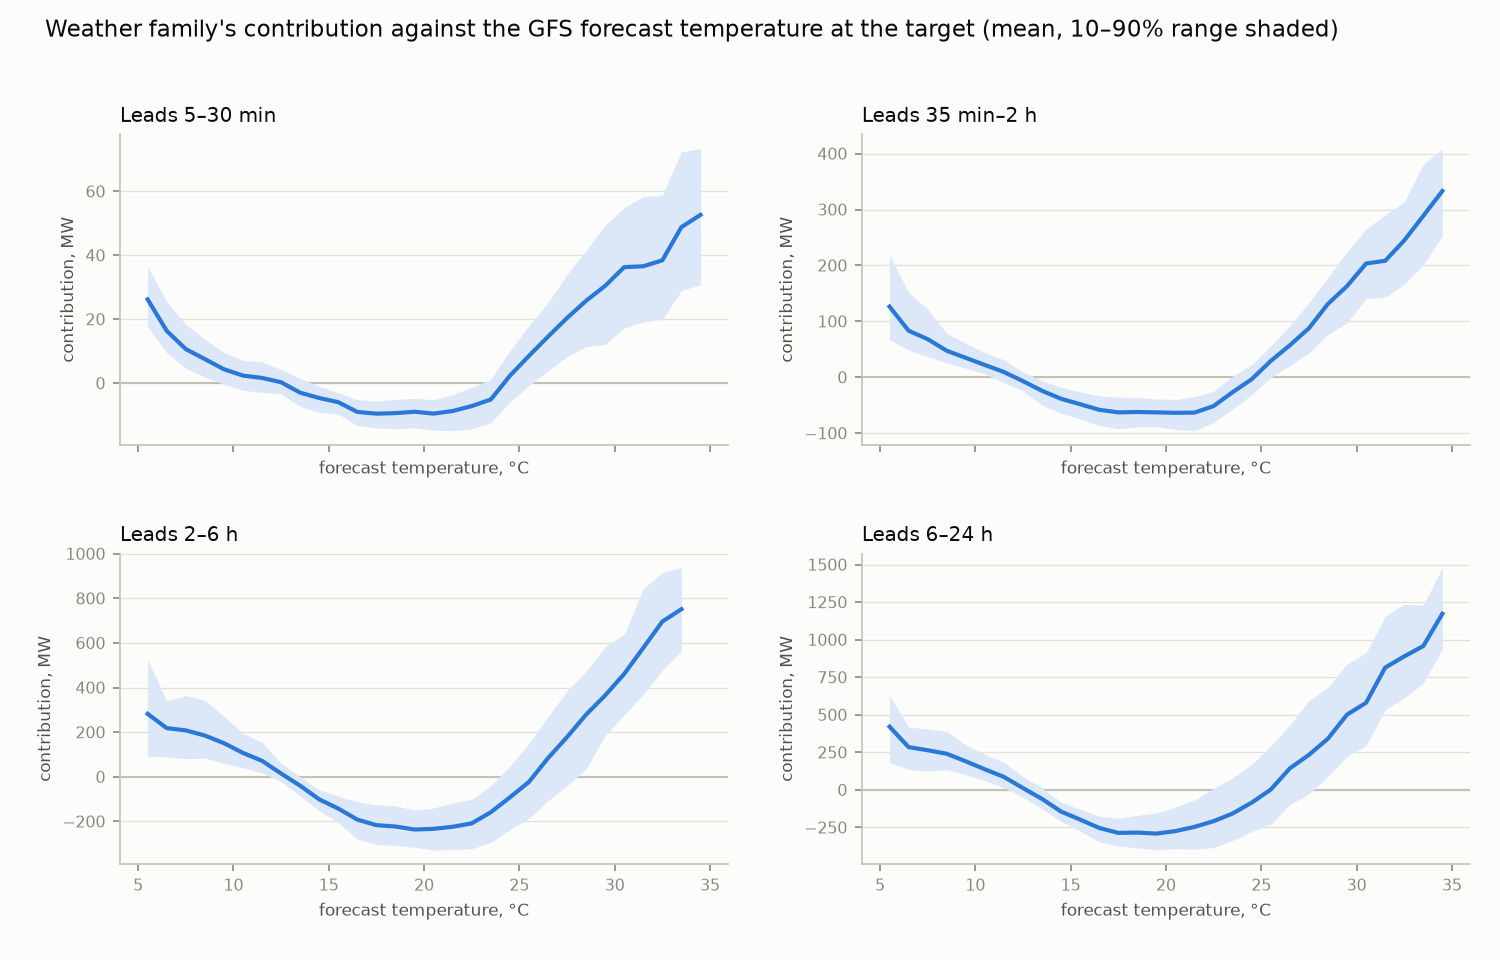 Weather family's contribution against the GFS forecast temperature at the target (mean, 10–90% range shaded)
Leads 5–30 min
60
40
20
0
contribution, MW
forecast temperature, °C
Leads 35 min–2 h
400
300
200
100
0
−100
contribution, MW
forecast temperature, °C
Leads 2–6 h
1000
800
600
400
200
0
−200
contribution, MW
5 10 15 20 25 30 35
forecast temperature, °C
Leads 6–24 h
1500
1250
1000
750
500
250
0
−250
contribution, MW
5 10 15 20 25 30 35
forecast temperature, °C